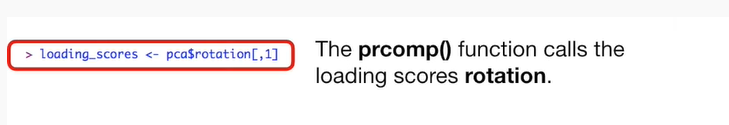 > loading_scores <- pca$rotation[,1]
The prcomp() function calls the
loading scores rotation.